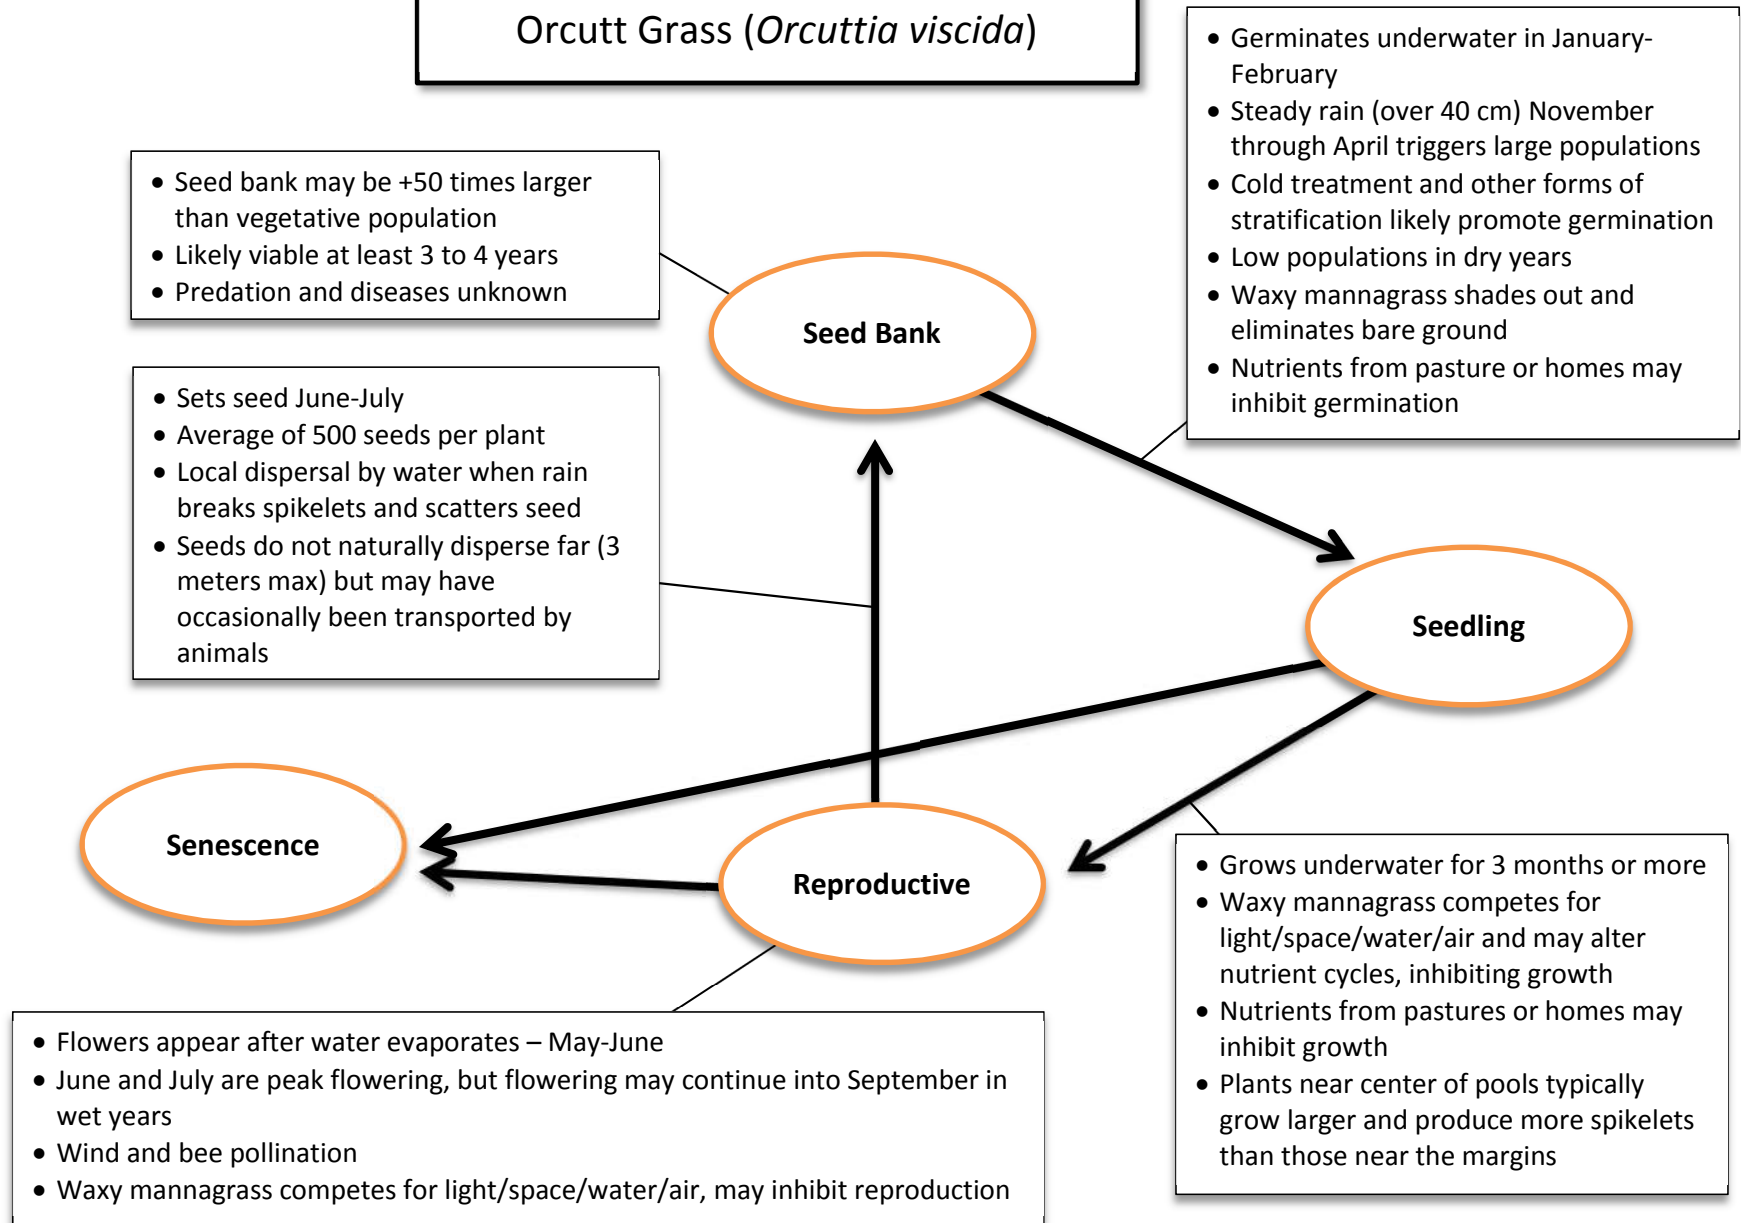 Orcutt Grass (Orcuttia viscida)
• Germinates underwater in January-
February
• Steady rain (over 40 cm) November
through April triggers large populations
• Cold treatment and other forms of
stratification likely promote germination
• Low populations in dry years
• Waxy mannagrass shades out and
eliminates bare ground
• Nutrients from pasture or homes may
inhibit germination
• Seed bank may be +50 times larger
than vegetative population
• Likely viable at least 3 to 4 years
• Predation and diseases unknown
Seed Bank
• Sets seed June-July
• Average of 500 seeds per plant
• Local dispersal by water when rain
breaks spikelets and scatters seed
• Seeds do not naturally disperse far (3
meters max) but may have
occasionally been transported by
animals
Seedling
Senescence
Reproductive
• Grows underwater for 3 months or more
• Waxy mannagrass competes for
light/space/water/air and may alter
nutrient cycles, inhibiting growth
• Nutrients from pastures or homes may
inhibit growth
• Plants near center of pools typically
grow larger and produce more spikelets
than those near the margins
• Flowers appear after water evaporates – May-June
• June and July are peak flowering, but flowering may continue into September in
wet years
• Wind and bee pollination
• Waxy mannagrass competes for light/space/water/air, may inhibit reproduction